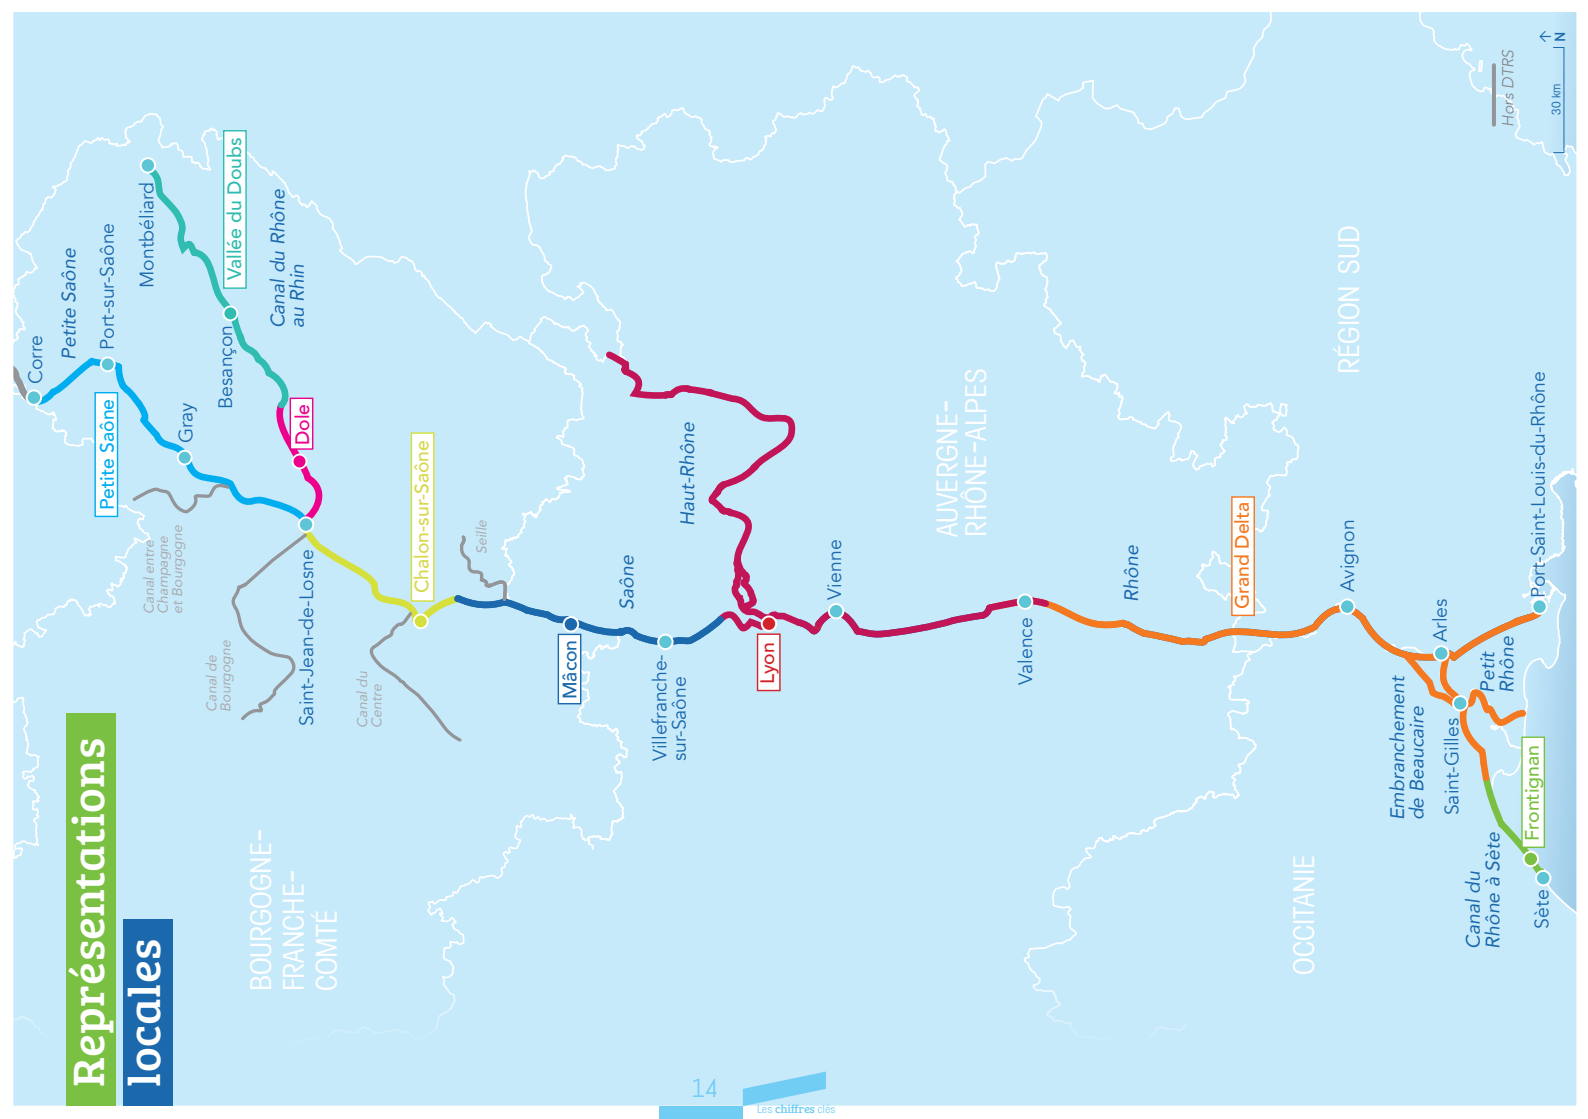 Représentations
locales
Corre
Petite Saône
Port-sur-Saône
Petite Saône
Gray
Montbéliard
Vallée du Doubs
Canal du Rhône
au Rhin
Besançon
Dole
Canal entre
Champagne
et Bourgogne
Canal de
Bourgogne
Saint-Jean-de-Losne
Chalon-sur-Saône
Canal du
Centre
Seille
BOURGOGNE-
FRANCHE-
COMTÉ
Mâcon
Saône
Villefranche-
sur-Saône
Haut-Rhône
Lyon
Vienne
AUVERGNE-
RHÔNE-ALPES
Valence
Rhône
Grand Delta
Avignon
RÉGION SUD
OCCITANIE
Embranchement
de Beaucaire
Arles
Saint-Gilles
Petit
Rhône
Port-Saint-Louis-du-Rhône
Canal du
Rhône à Sète
Frontignan
Sète
Hors DTRS
30 km
N
14
Les chiffres clés